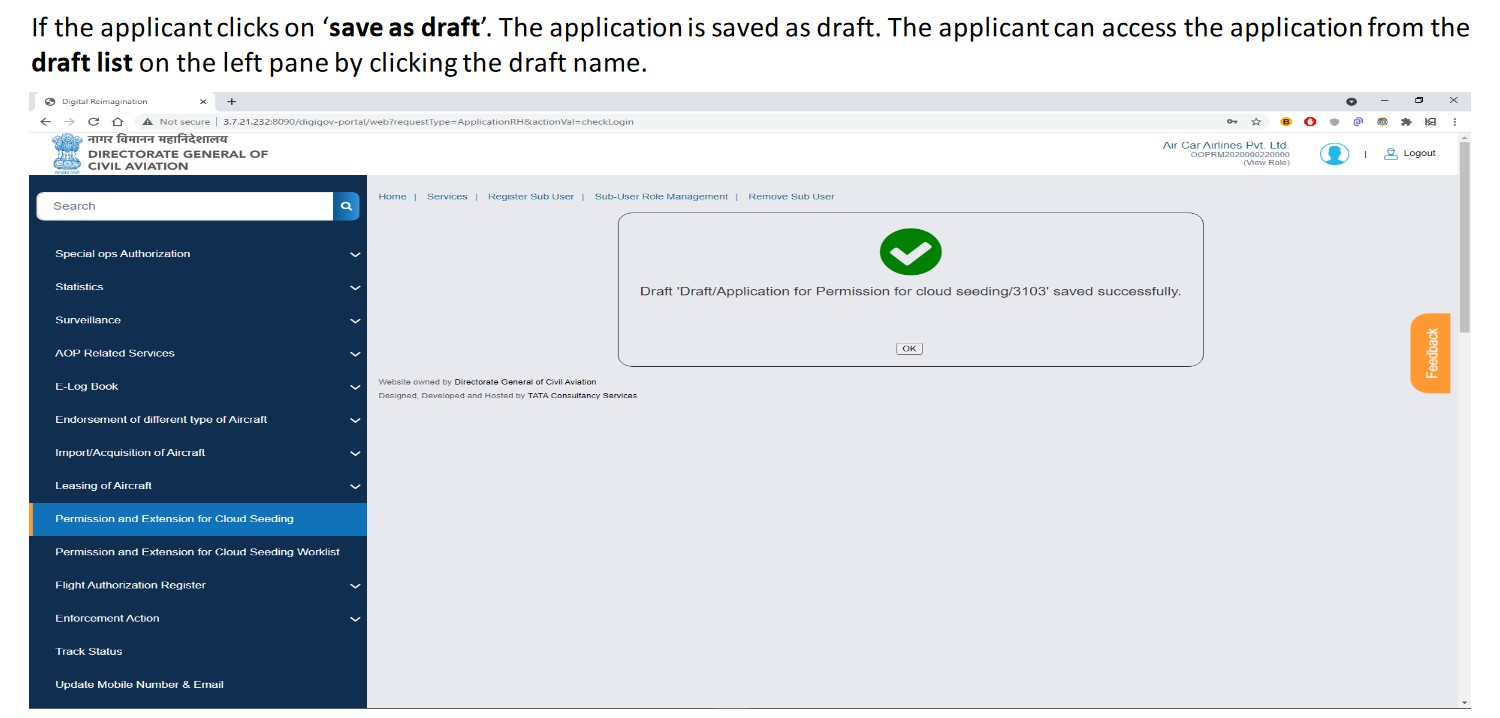 If the applicant clicks on ‘save as draft’. The application is saved as draft. The applicant can access the application from the
draft list on the left pane by clicking the draft name.
Digital Reimagination
Not secure | 3.7.21.232:8090/digigov-portal/web?requestType=ApplicationRH&actionVal=checkLogin
नागर विमानन महानिदेशालय
DIRECTORATE GENERAL OF
CIVIL AVIATION
Air Car Airlines Pvt. Ltd.
OOPRM2020000220000
(View Role)
| Logout
Search
Home | Services | Register Sub User | Sub-User Role Management | Remove Sub User
Special ops Authorization
Statistics
Surveillance
AOP Related Services
E-Log Book
Endorsement of different type of Aircraft
Import/Acquisition of Aircraft
Leasing of Aircraft
Permission and Extension for Cloud Seeding
Permission and Extension for Cloud Seeding Worklist
Flight Authorization Register
Enforcement Action
Track Status
Update Mobile Number & Email
Draft 'Draft/Application for Permission for cloud seeding/3103' saved successfully.
OK
Website owned by Directorate General of Civil Aviation
Designed, Developed and Hosted by TATA Consultancy Services
Feedback